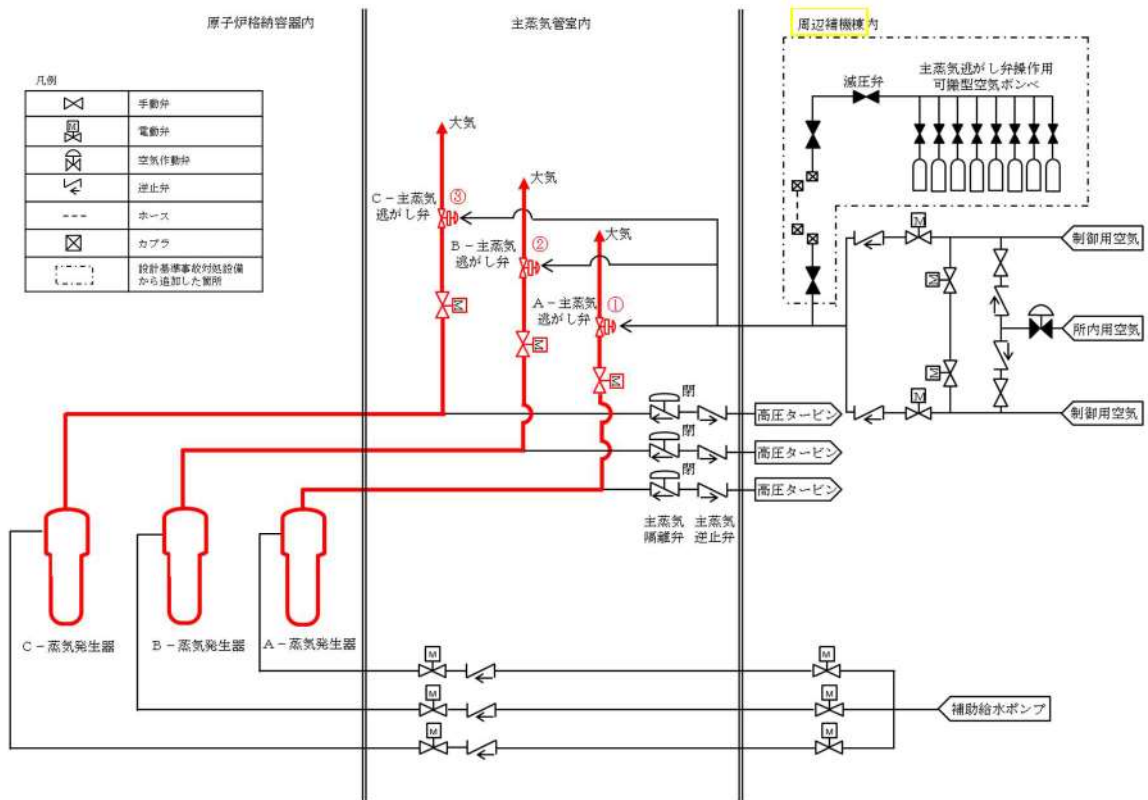 原子炉格納容器内
主蒸気管室内
周辺補機棟内
凡例
手動弁
電動弁
空気作動弁
逆止弁
ホース
カプラ
設計基準事故対処設備
から追加した箇所
M
減圧弁
主蒸気逃がし弁操作用
可搬型空気ボンベ
大気
大気
大気
C-主蒸気
逃がし弁
③
B-主蒸気
逃がし弁
②
A-主蒸気
逃がし弁
①
M
M
M
M
M
M
M
制御用空気
所内用空気
制御用空気
閉
高圧タービン
閉
高圧タービン
閉
高圧タービン
主蒸気
隔離弁
主蒸気
逆止弁
C-蒸気発生器
B-蒸気発生器
A-蒸気発生器
M
M
M
M
M
M
補助給水ポンプ